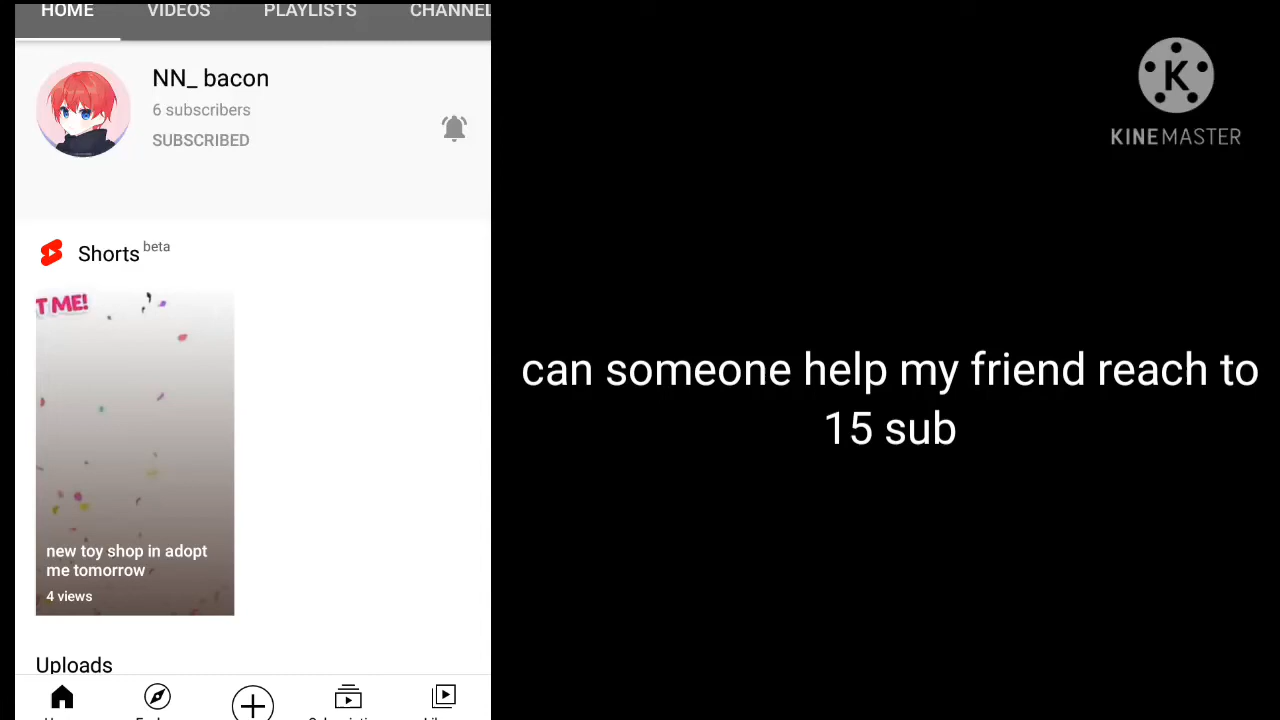 HOME VIDEOS PLAYLISTS CHANNEL
NN_ bacon
6 subscribers
SUBSCRIBED
Shorts beta
T ME!
new toy shop in adopt
me tomorrow
4 views
Uploads
KINEMASTER
can someone help my friend reach to
15 sub